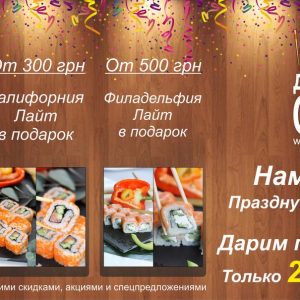 От 300 грн
алифорния
Лайт
в подарок
От 500 грн
Филадельфия
Лайт
в подарок
Нам
Праздну
Дарим
Только 2
ими скидками, акциями и спецпредложениями